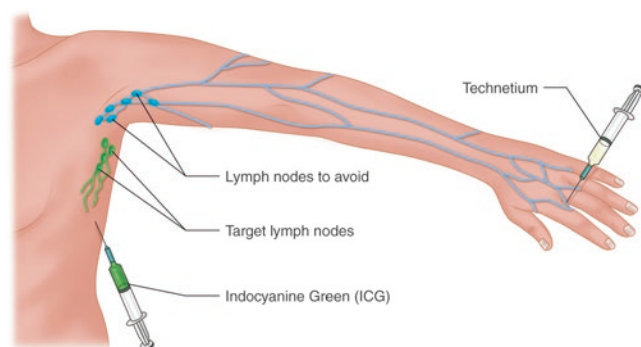 Technetium
Lymph nodes to avoid
Target lymph nodes
Indocyanine Green (ICG)